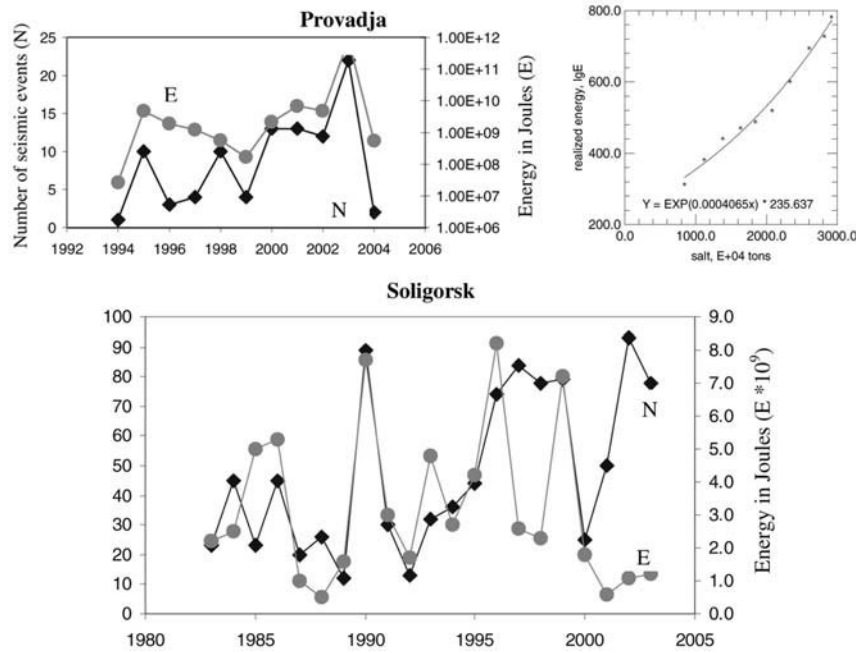 Provadja
Number of seismic events (N)
25
20
15
10
5
0
E
N
1.00E+12
1.00E+11
1.00E+10
1.00E+09
1.00E+08
1.00E+07
1.00E+06
Energy in Joules (E)
1992 1994 1996 1998 2000 2002 2004 2006
realized energy, lgE
800.0
600.0
400.0
200.0
Y = EXP(0.0004065x) * 235.637
0.0 1000.0 2000.0 3000.0
salt, E+04 tons
Soligorsk
100
90
80
70
60
50
40
30
20
10
0
N
E
9.0
8.0
7.0
6.0
5.0
4.0
3.0
2.0
1.0
0.0
Energy in Joules (E *10⁹)
1980 1985 1990 1995 2000 2005